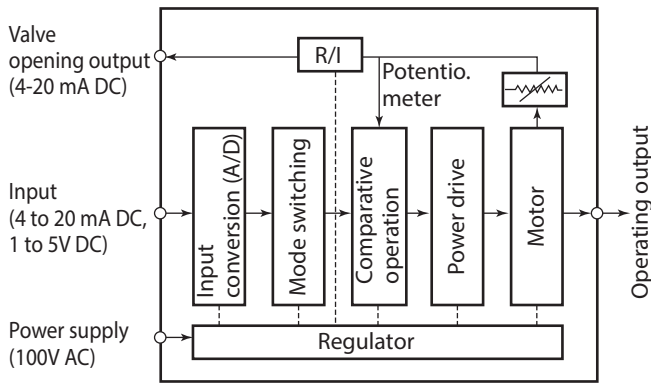 Valve
opening output
(4-20 mA DC)
R/I
Potentio.
meter
Input
(4 to 20 mA DC,
1 to 5V DC)
Input
conversion (A/D)
Mode switching
Comparative
operation
Power drive
Motor
Operating output
Power supply
(100V AC)
Regulator